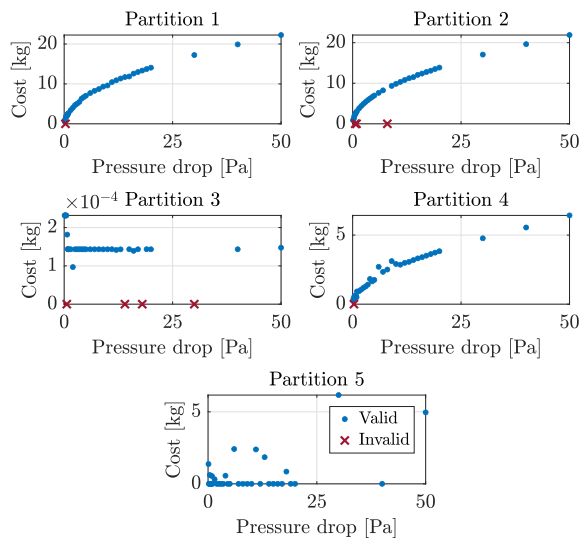 Partition 1
Cost [kg]
20
10
0
0
25
50
Pressure drop [Pa]
Partition 2
Cost [kg]
20
10
0
0
25
50
Pressure drop [Pa]
×10−4 Partition 3
Cost [kg]
2
1
0
0
25
50
Pressure drop [Pa]
Partition 4
Cost [kg]
5
0
0
25
50
Pressure drop [Pa]
Partition 5
Cost [kg]
5
0
0
25
50
Pressure drop [Pa]
Valid
Invalid